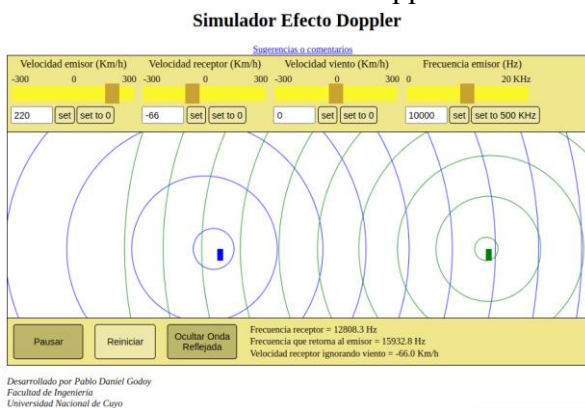 Simulador Efecto Doppler
Sugerencias o comentarios
Velocidad emisor (Km/h) Velocidad receptor (Km/h) Velocidad viento (Km/h) Frecuencia emisor (Hz)
-300 0 300 -300 0 300 -300 0 300 0 20 KHz
220 set set to 0 -66 set set to 0 0 set set to 0 10000 set set to 500 KHz
Frecuencia receptor = 12808.3 Hz
Pausar Reiniciar Ocultar Onda Reflejada Frecuencia que retorna al emisor = 15932.8 Hz
Velocidad receptor ignorando viento = -66.0 Km/h
Desarrollado por Pablo Daniel Godoy
Facultad de Ingeniería
Universidad Nacional de Cuyo